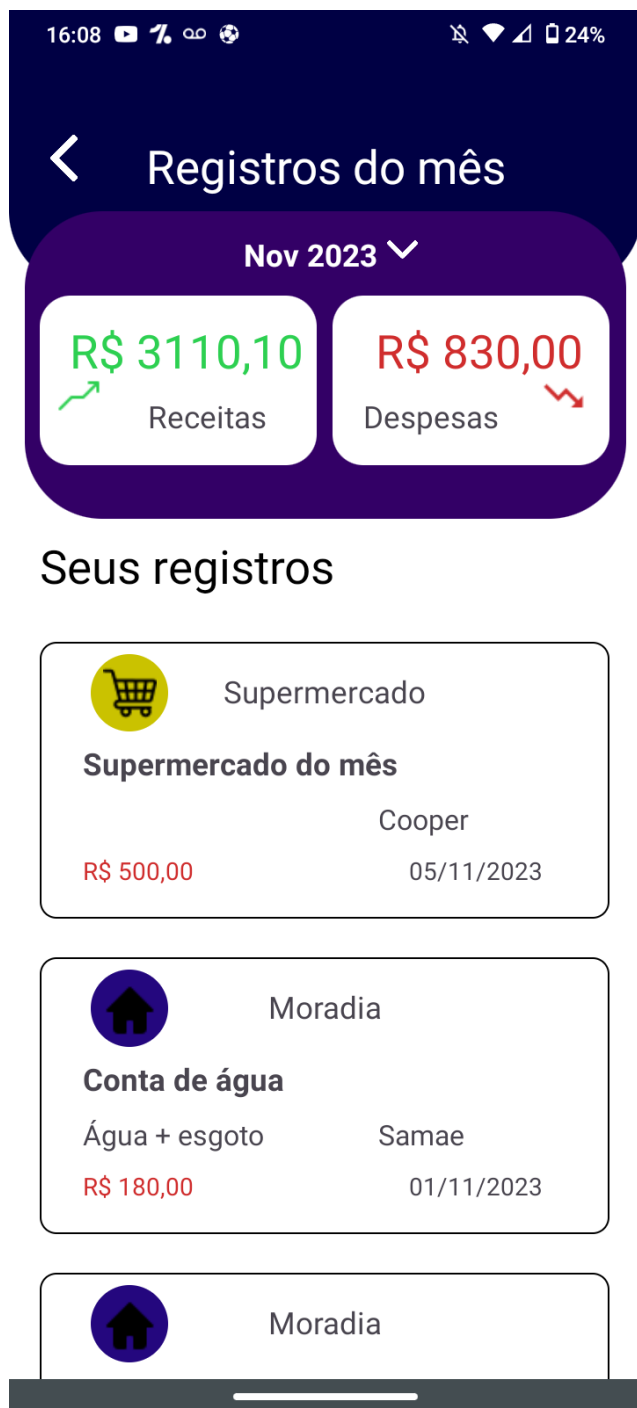 16:08 24%
Registros do mês
Nov 2023
R$ 3110,10 R$ 830,00
Receitas Despesas
Seus registros
Supermercado
Supermercado do mês
Cooper
R$ 500,00 05/11/2023
Moradia
Conta de água
Água + esgoto Samae
R$ 180,00 01/11/2023
Moradia